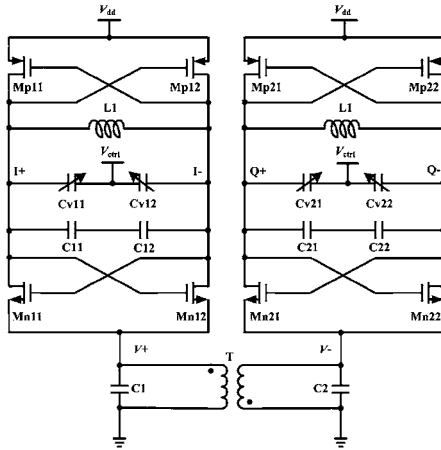 Vdd Vdd
Mp11 Mp12 Mp21 Mp22
L1 L1
Vctrl Vctrl
I+ I- Q+ Q-
Cv11 Cv12 Cv21 Cv22
C11 C12 C21 C22
Mn11 Mn12 Mn21 Mn22
V+ V-
T
C1 C2